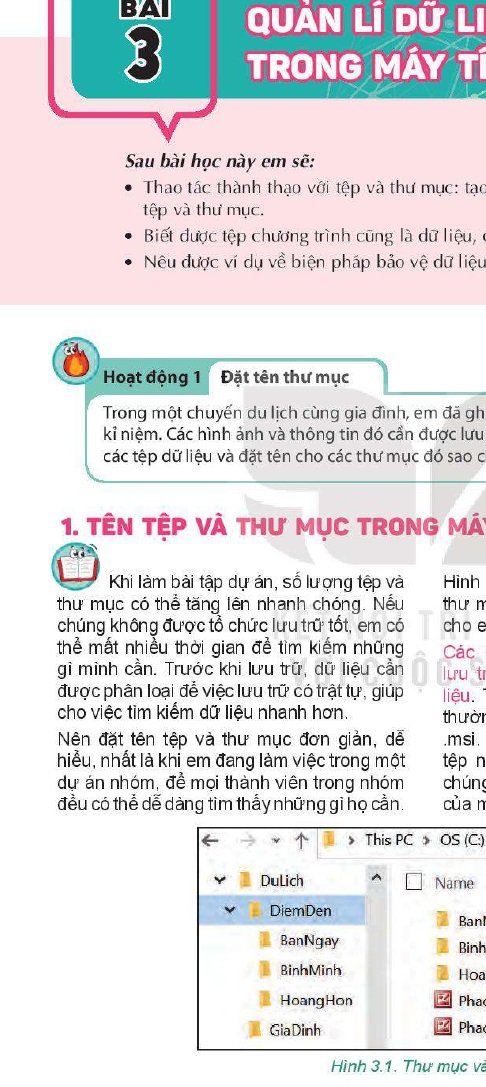 BÀI
3
QUẢN LÍ DỮ LI
TRONG MÁY TÍ
Sau bài học này em sẽ:
• Thao tác thành thạo với tệp và thư mục: tạo
tệp và thư mục.
• Biết được tệp chương trình cũng là dữ liệu,
• Nêu được ví dụ về biện pháp bảo vệ dữ liệu
Hoạt động 1 Đặt tên thư mục
Trong một chuyến du lịch cùng gia đình, em đã gh
kỉ niệm. Các hình ảnh và thông tin đó cần được lưu
các tệp dữ liệu và đặt tên cho các thư mục đó sao c
1. TÊN TỆP VÀ THƯ MỤC TRONG MÁY
Khi làm bài tập dự án, số lượng tệp và
thư mục có thể tăng lên nhanh chóng. Nếu
chúng không được tổ chức lưu trữ tốt, em có
thể mất nhiều thời gian để tìm kiếm những
gì mình cần. Trước khi lưu trữ, dữ liệu cần
được phân loại để việc lưu trữ có trật tự, giúp
cho việc tìm kiếm dữ liệu nhanh hơn.
Nên đặt tên tệp và thư mục đơn giản, dễ
hiểu, nhất là khi em đang làm việc trong một
dự án nhóm, để mọi thành viên trong nhóm
đều có thể dễ dàng tìm thấy những gì họ cần.
Hình
thư m
cho e
Các
lưu tr
liệu.
thườn
.msi.
tệp n
chúng
của m
This PC > OS (C:)
DuLich
DiemDen
BanNgay
BinhMinh
HoangHon
GiaDinh
Name
BanN
Binh
Hoa
Phac
Phac
Hình 3.1. Thư mục và